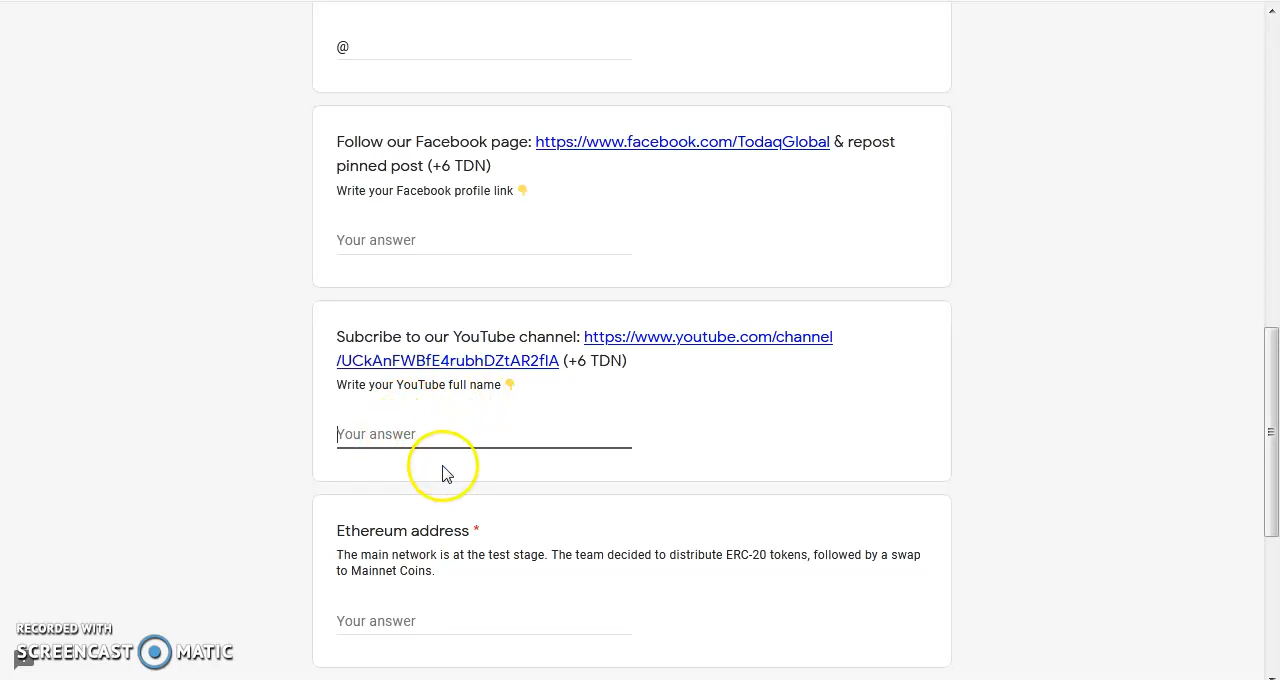 @
Follow our Facebook page: https://www.facebook.com/TodaqGlobal & repost
pinned post (+6 TDN)
Write your Facebook profile link 👇
Your answer
Subcribe to our YouTube channel: https://www.youtube.com/channel
/UCkAnFWBfE4rubhDZtAR2flA (+6 TDN)
Write your YouTube full name 👇
Your answer
Ethereum address *
The main network is at the test stage. The team decided to distribute ERC-20 tokens, followed by a swap
to Mainnet Coins.
Your answer
RECORDED WITH
SCREENCAST MATIC